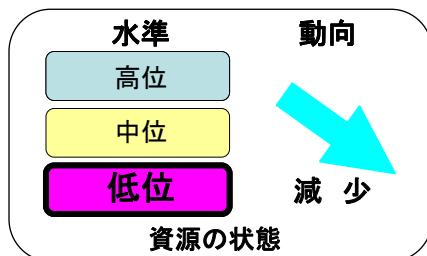 水準 動向
高位
中位
低位
減 少
資源の状態